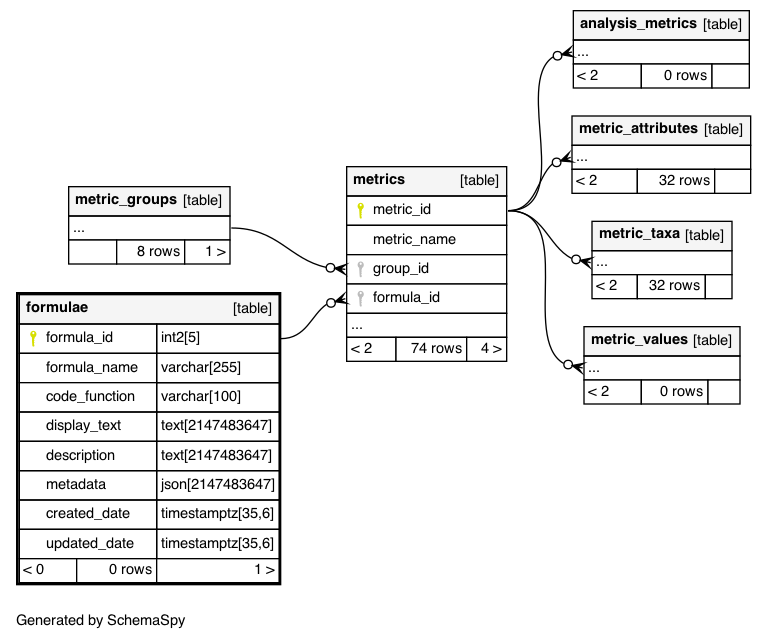 analysis_metrics [table]
...
< 2 0 rows
metric_attributes [table]
...
< 2 32 rows
metrics [table]
metric_id
metric_name
group_id
formula_id
...
< 2 74 rows 4 >
metric_groups [table]
...
8 rows 1 >
metric_taxa [table]
...
< 2 32 rows
formulae [table]
formula_id int2[5]
formula_name varchar[255]
code_function varchar[100]
display_text text[2147483647]
description text[2147483647]
metadata json[2147483647]
created_date timestamptz[35,6]
updated_date timestamptz[35,6]
< 0 0 rows 1 >
metric_values [table]
...
< 2 0 rows
Generated by SchemaSpy